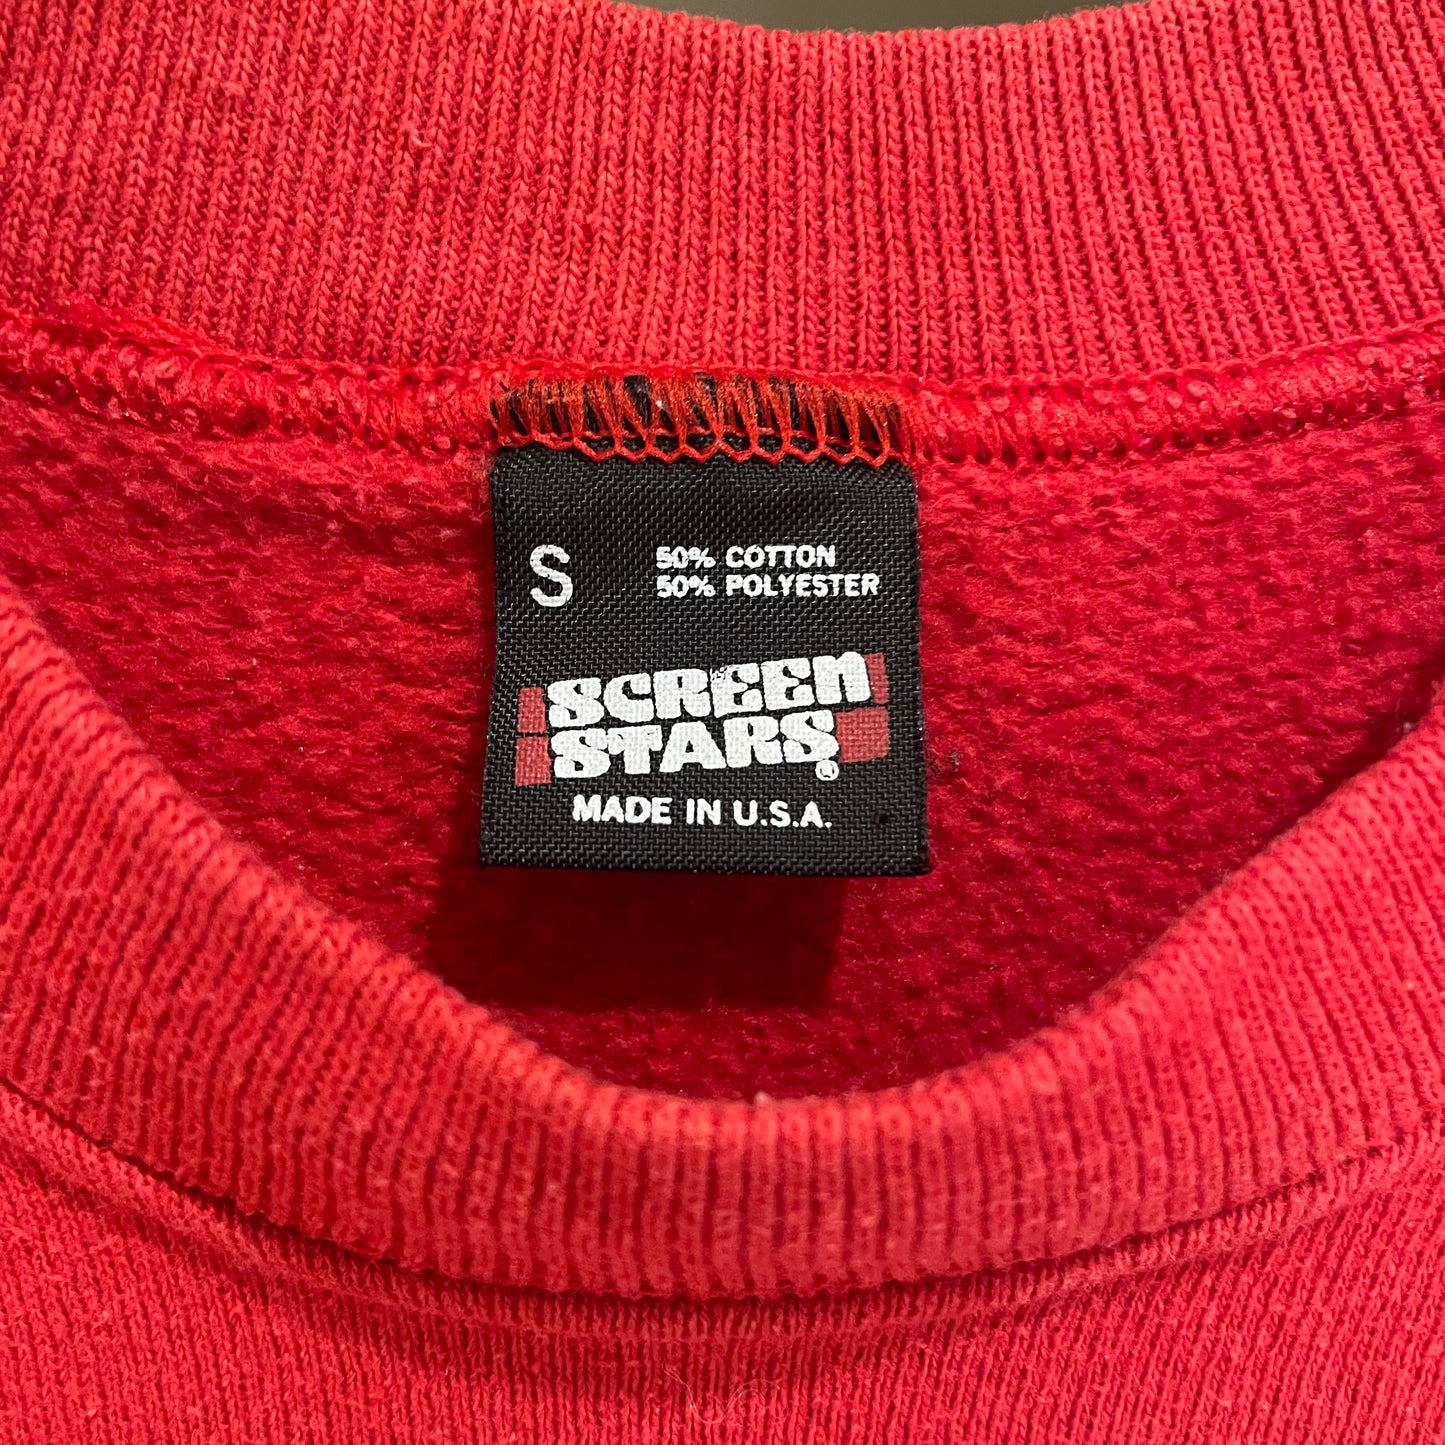 S
50% COTTON
50% POLYESTER
SCREEN
STARS®
MADE IN U.S.A.